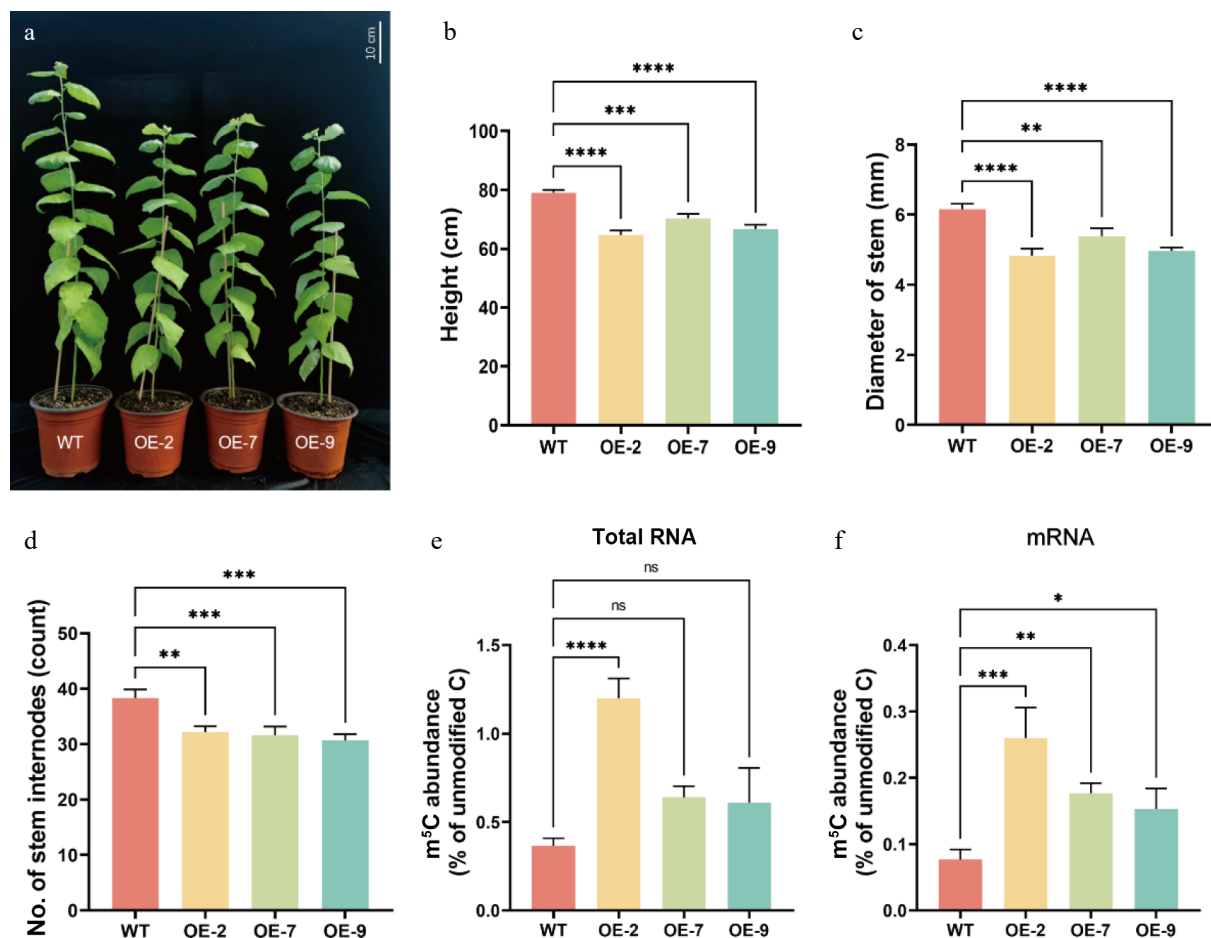 a
10 cm
WT
OE-2
OE-7
OE-9
b
****
***
****
Height (cm)
100
80
60
40
20
0
WT
OE-2
OE-7
OE-9
c
****
**
****
Diameter of stem (mm)
8
6
4
2
0
WT
OE-2
OE-7
OE-9
d
***
***
**
No. of stem internodes (count)
50
40
30
20
10
0
WT
OE-2
OE-7
OE-9
e
Total RNA
ns
ns
****
m⁵C abundance
(% of unmodified C)
1.5
1.0
0.5
0.0
WT
OE-2
OE-7
OE-9
f
mRNA
*
**
***
m⁵C abundance
(% of unmodified C)
0.4
0.3
0.2
0.1
0.0
WT
OE-2
OE-7
OE-9